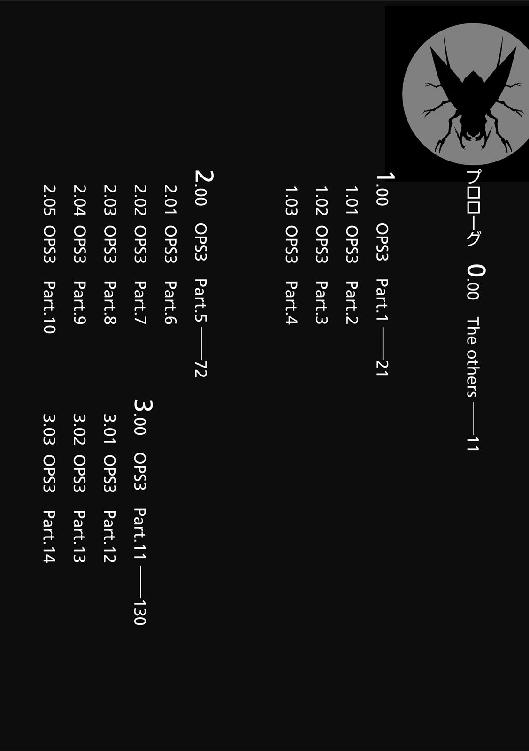 プロローグ 0.00 The others ——11
1.00 OPS3 Part.1 ——21
1.01 OPS3 Part.2
1.02 OPS3 Part.3
1.03 OPS3 Part.4
2.00 OPS3 Part.5 ——72
2.01 OPS3 Part.6
2.02 OPS3 Part.7
2.03 OPS3 Part.8
2.04 OPS3 Part.9
2.05 OPS3 Part.10
3.00 OPS3 Part.11 ——130
3.01 OPS3 Part.12
3.02 OPS3 Part.13
3.03 OPS3 Part.14